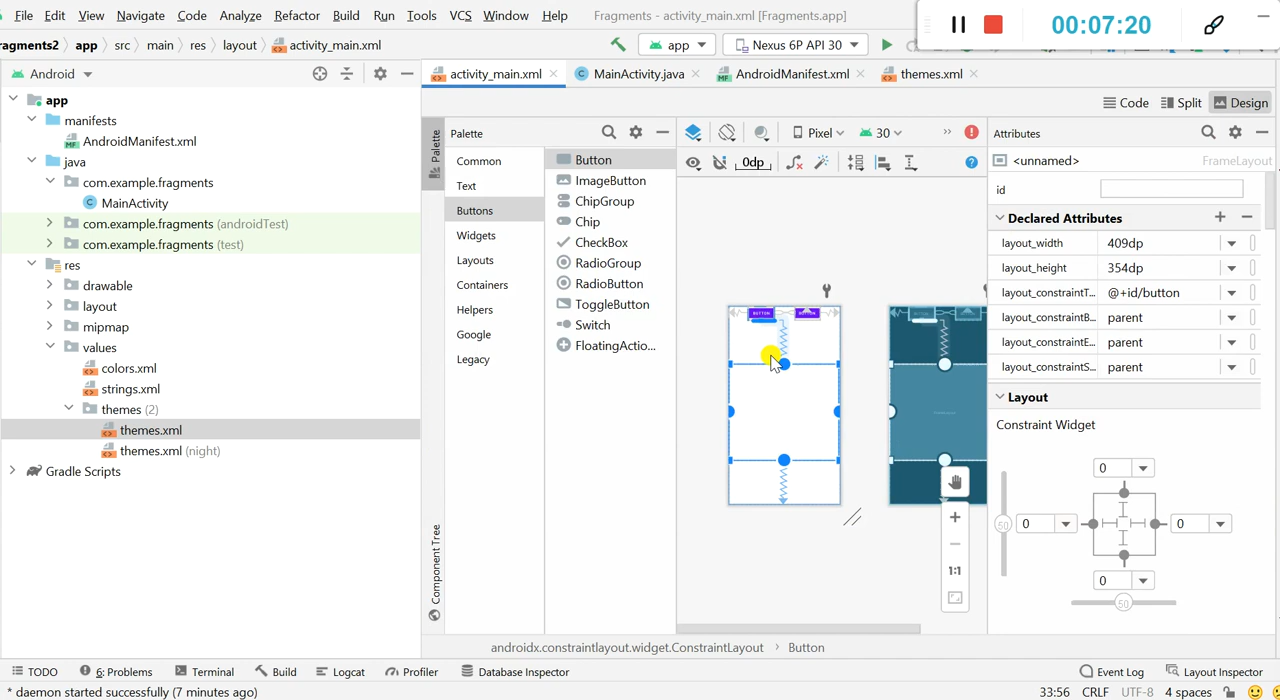 File Edit View Navigate Code Analyze Refactor Build Run Tools VCS Window Help Fragments - activity_main.xml [Fragments.app]
00:07:20
ragments2 app src main res layout activity_main.xml app Nexus 6P API 30
Android activity_main.xml MainActivity.java AndroidManifest.xml themes.xml
app
manifests
AndroidManifest.xml
java
com.example.fragments
MainActivity
com.example.fragments (androidTest)
com.example.fragments (test)
res
drawable
layout
mipmap
values
colors.xml
strings.xml
themes (2)
themes.xml
themes.xml (night)
Gradle Scripts
Code Split Design
Palette
Component Tree
Palette
Common
Text
Buttons
Widgets
Layouts
Containers
Helpers
Google
Legacy
Button
ImageButton
ChipGroup
Chip
CheckBox
RadioGroup
RadioButton
ToggleButton
Switch
FloatingActio...
Pixel 30 »
0dp
BUTTON BUTTON
1:1
Attributes
<unnamed> FrameLayout
id
Declared Attributes
layout_width 409dp
layout_height 354dp
layout_constraintT... @+id/button
layout_constraintB... parent
layout_constraintE... parent
layout_constraintS... parent
Layout
Constraint Widget
0
50 0 0
0
50
androidx.constraintlayout.widget.ConstraintLayout › Button
TODO 6: Problems Terminal Build Logcat Profiler Database Inspector Event Log Layout Inspector
* daemon started successfully (7 minutes ago) 33:56 CRLF UTF-8 4 spaces